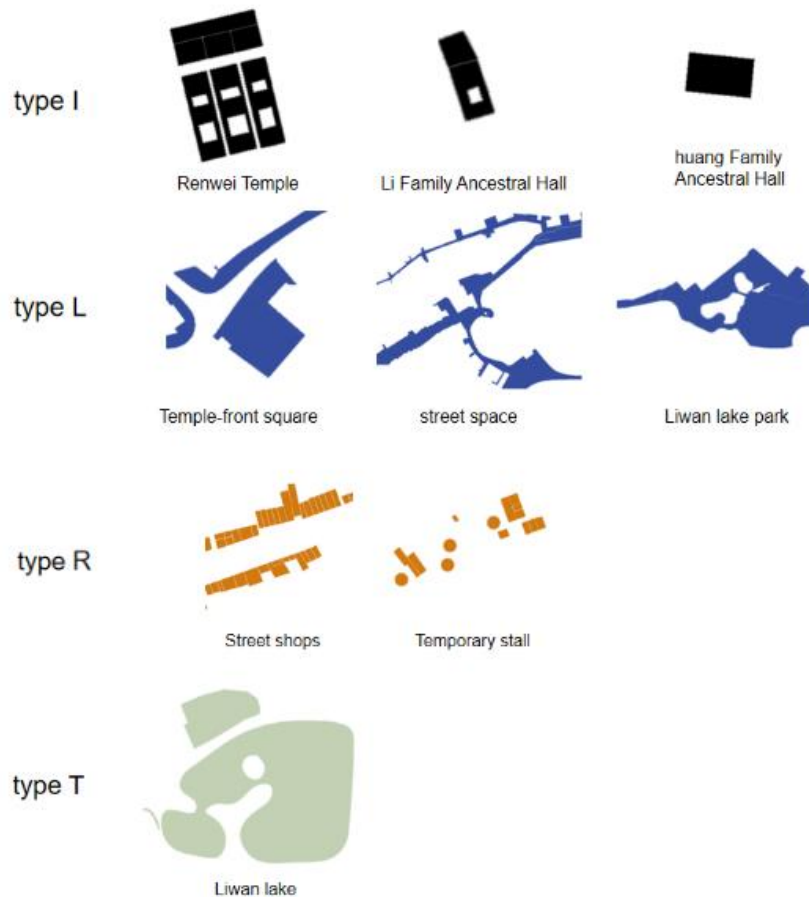 type I
Renwei Temple
Li Family Ancestral Hall
huang Family
Ancestral Hall
type L
Temple-front square
street space
Liwan lake park
type R
Street shops
Temporary stall
type T
Liwan lake